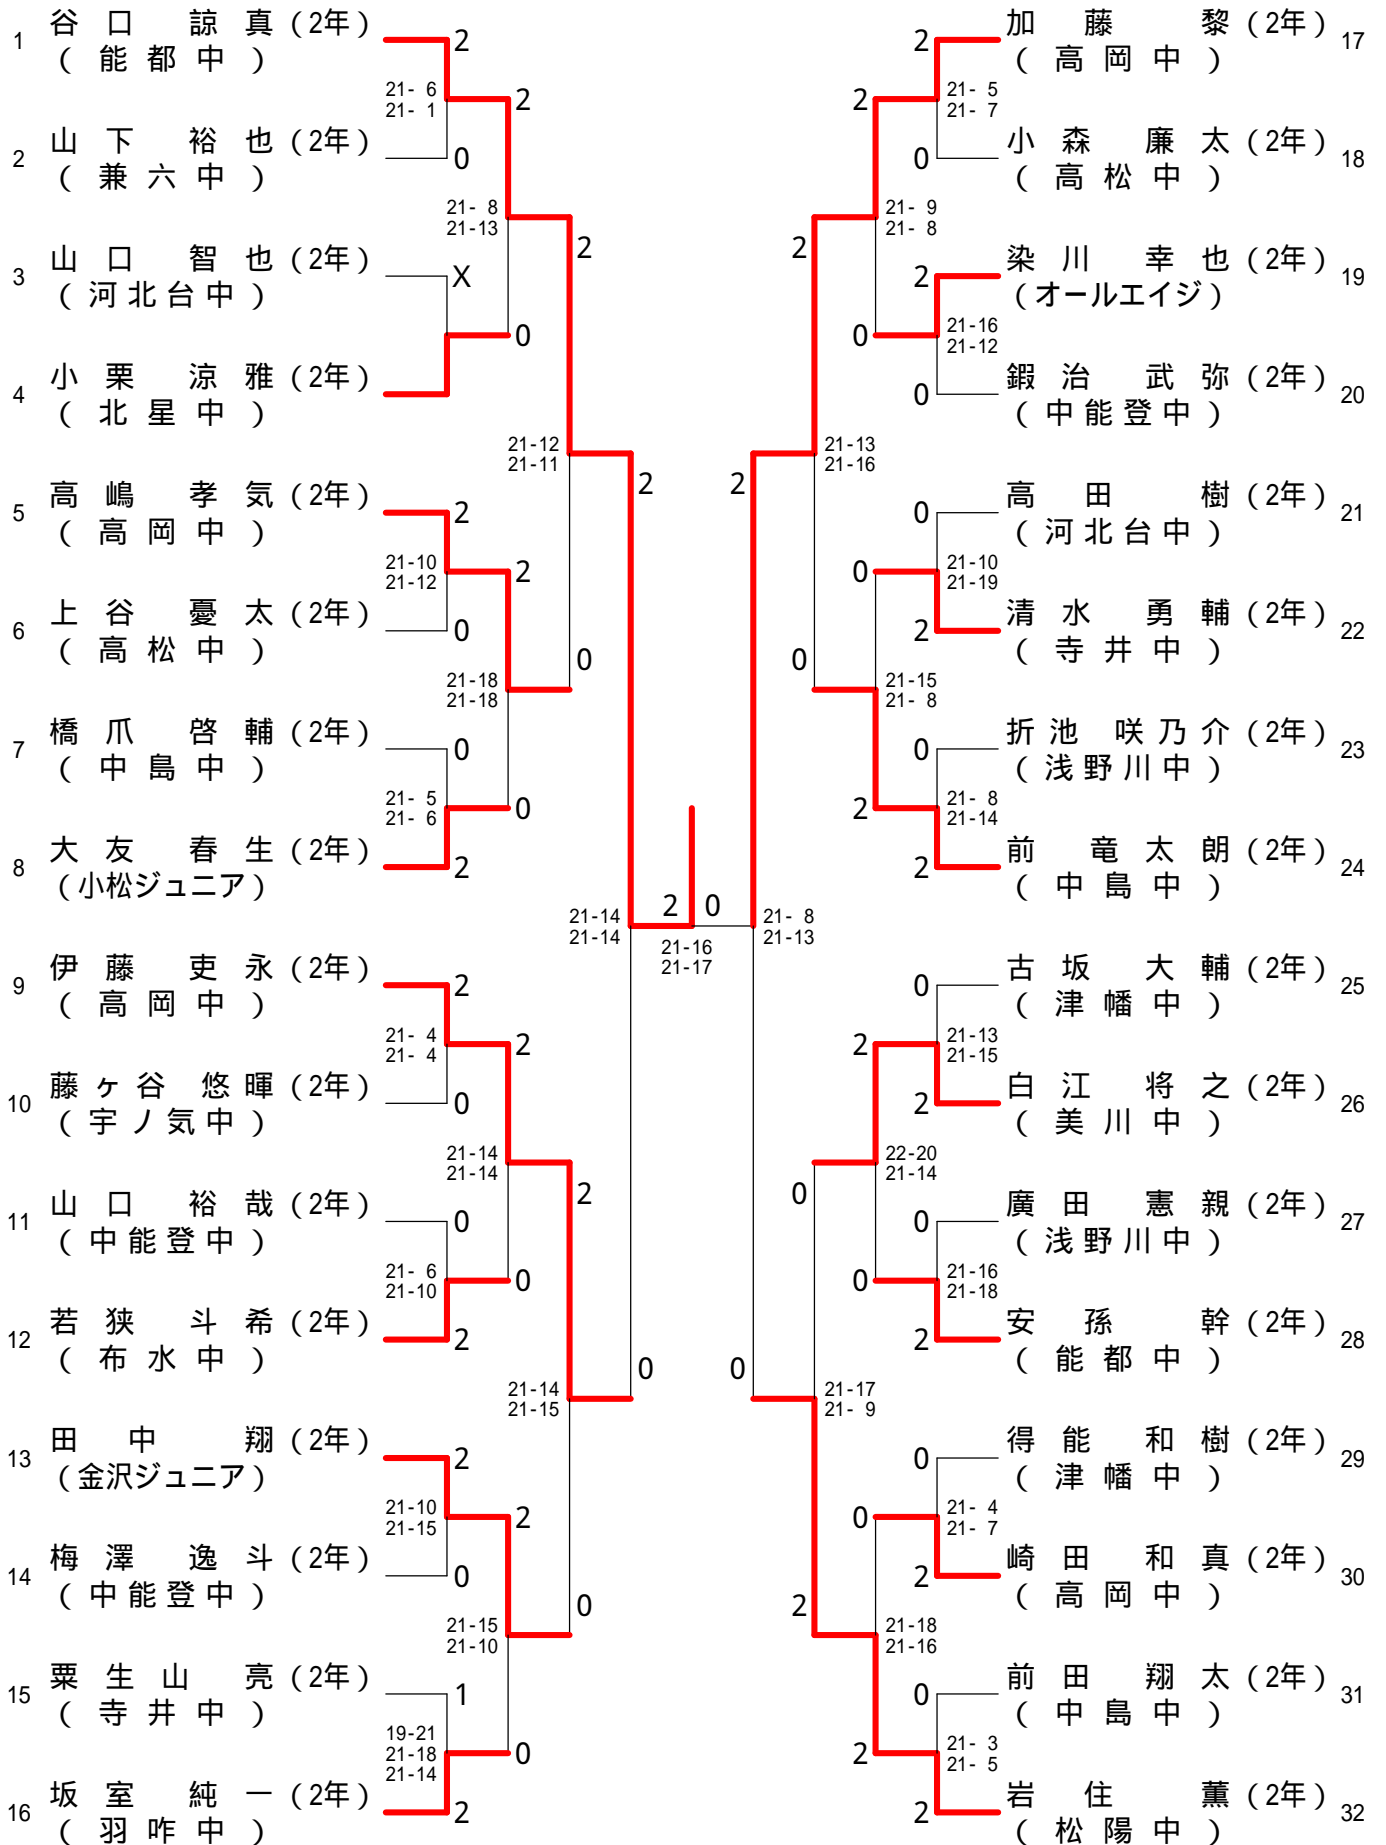 1 谷口 諒真(2年) 2
(能都中)
21- 6
21- 1 2
2 山下 裕也(2年) 0
(兼六中)
21- 8
21-13 2
3 山口 智也(2年) X
(河北台中)
0
4 小栗 涼雅(2年)
(北星中)
21-12
21-11 2
5 高嶋 孝気(2年) 2
(高岡中)
21-10
21-12 2
6 上谷 憂太(2年) 0
(高松中)
21-18
21-18 0
7 橋爪 啓輔(2年) 0
(中島中)
21- 5
21- 6 0
8 大友 春生(2年) 2
(小松ジュニア)
21-14
21-14
2 0
21-16
21-17
9 伊藤 吏永(2年) 2
(高岡中)
21- 4
21- 4 2
10 藤ヶ谷 悠暉(2年) 0
(宇ノ気中)
21-14
21-14 2
11 山口 裕哉(2年) 0
(中能登中)
21- 6
21-10 0
12 若狭 斗希(2年) 2
(布水中)
21-14
21-15 0
13 田中 翔(2年) 2
(金沢ジュニア)
21-10
21-15 2
14 梅澤 逸斗(2年) 0
(中能登中)
21-15
21-10 0
15 粟生山 亮(2年) 1
(寺井中)
19-21
21-18
21-14 0
16 坂室 純一(2年) 2
(羽咋中)
2 加藤 黎(2年) 17
(高岡中)
2 21- 5
21- 7
0 小森 廉太(2年) 18
(高松中)
2 21- 9
21- 8
2 染川 幸也(2年) 19
(オールエイジ)
0 21-16
21-12
0 鍛治 武弥(2年) 20
(中能登中)
2 21-13
21-16
0 高田 樹(2年) 21
(河北台中)
0 21-10
21-19
2 清水 勇輔(2年) 22
(寺井中)
0 21-15
21- 8
0 折池 咲乃介(2年) 23
(浅野川中)
2 21- 8
21-14
2 前 竜太朗(2年) 24
(中島中)
21- 8
21-13
0 古坂 大輔(2年) 25
(津幡中)
2 21-13
21-15
2 白江 将之(2年) 26
(美川中)
0 22-20
21-14
0 廣田 憲親(2年) 27
(浅野川中)
0 21-16
21-18
2 安孫 幹(2年) 28
(能都中)
0 21-17
21- 9
0 得能 和樹(2年) 29
(津幡中)
0 21- 4
21- 7
2 崎田 和真(2年) 30
(高岡中)
2 21-18
21-16
0 前田 翔太(2年) 31
(中島中)
2 21- 3
21- 5
2 岩住 薫(2年) 32
(松陽中)